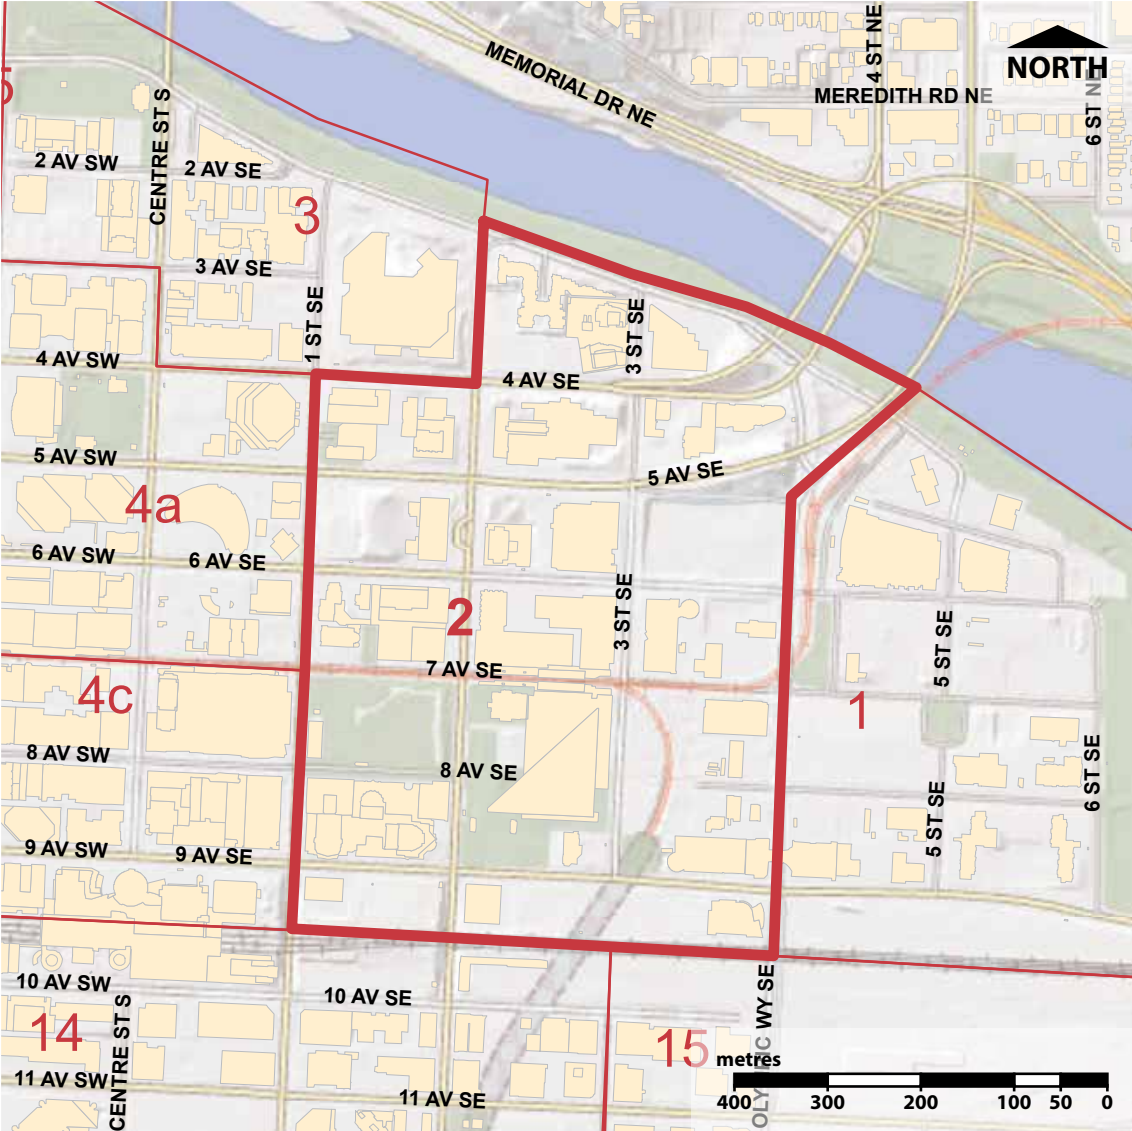 4 ST NE
MEMORIAL DR NE
NORTH
5
MEREDITH RD NE
6 ST NE
CENTRE ST S
2 AV SW
2 AV SE
3
3 AV SE
1 ST SE
3 ST SE
4 AV SW
4 AV SE
5 AV SW
5 AV SE
4a
6 AV SW
6 AV SE
2
3 ST SE
5 ST SE
7 AV SE
4c
1
8 AV SW
8 AV SE
6 ST SE
5 ST SE
9 AV SW
9 AV SE
10 AV SW
10 AV SE
CENTRE ST S
OLYMPIC WY SE
14
15
metres
11 AV SW
11 AV SE
400 300 200 100 50 0